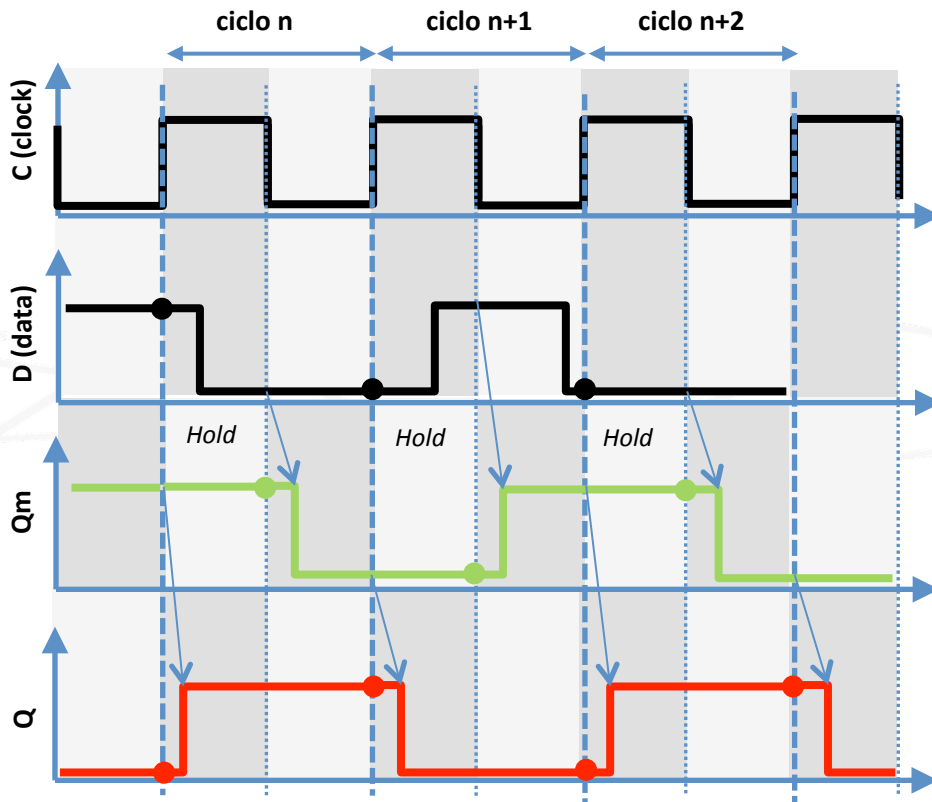 ciclo n ciclo n+1 ciclo n+2
C (clock)
D (data)
Hold Hold Hold
Qm
Q